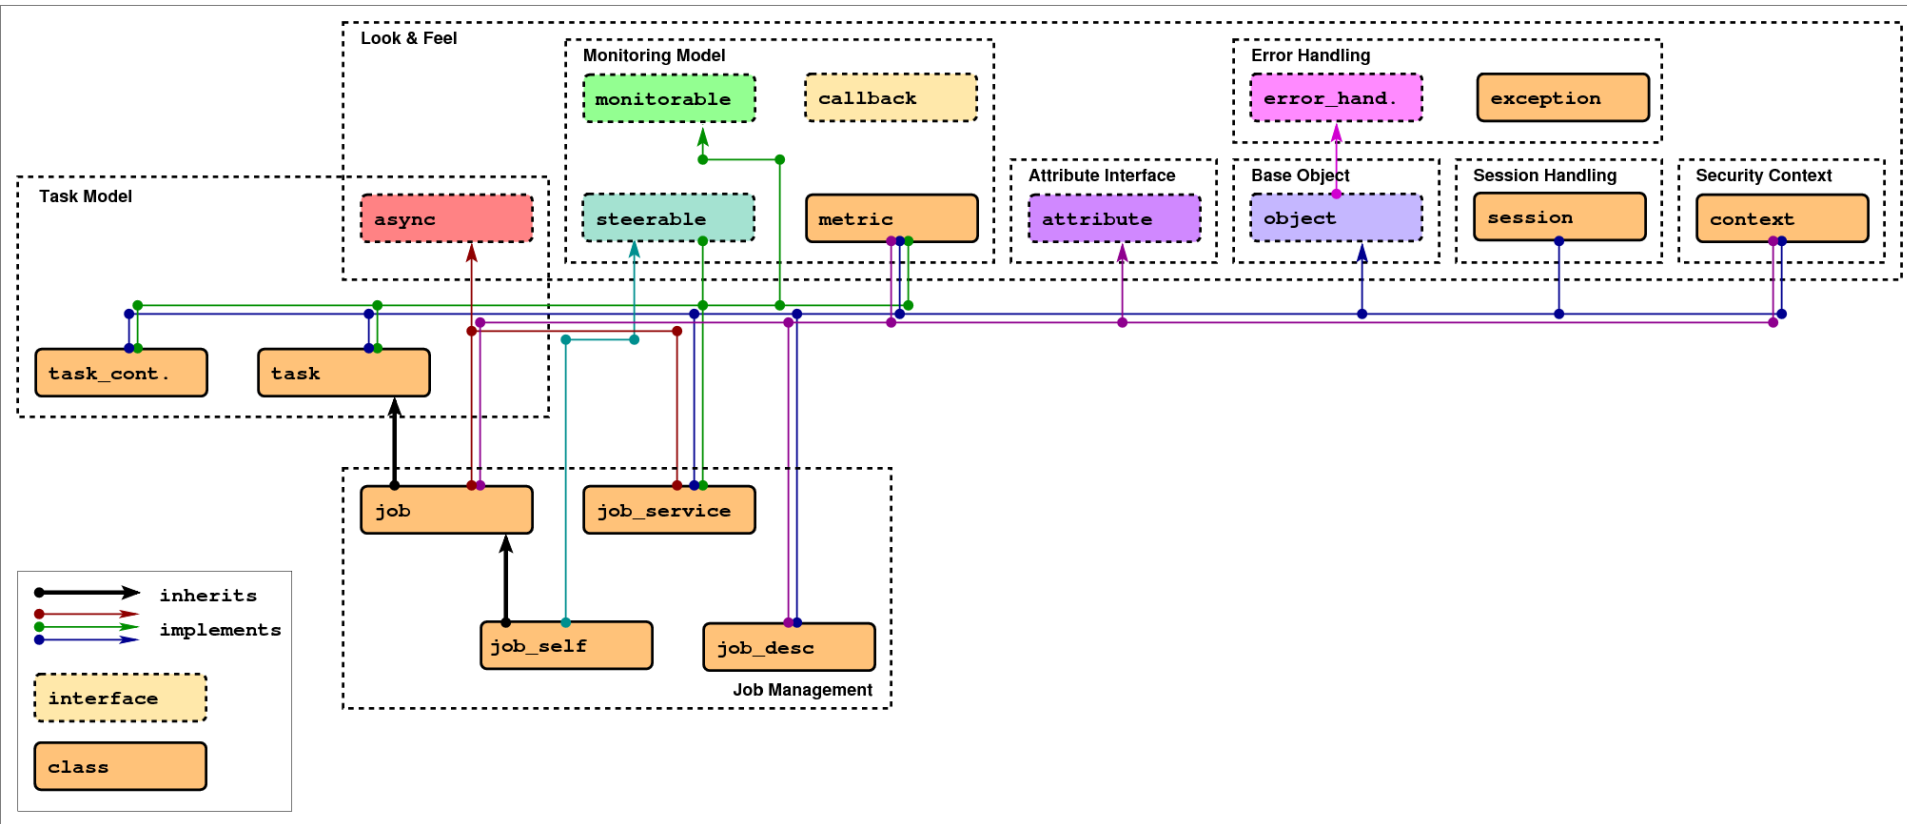 Look & Feel
Monitoring Model
Error Handling
monitorable
callback
error_hand.
exception
Attribute Interface
Base Object
Session Handling
Security Context
Task Model
async
steerable
metric
attribute
object
session
context
task_cont.
task
job
job_service
inherits
implements
job_self
job_desc
Job Management
interface
class